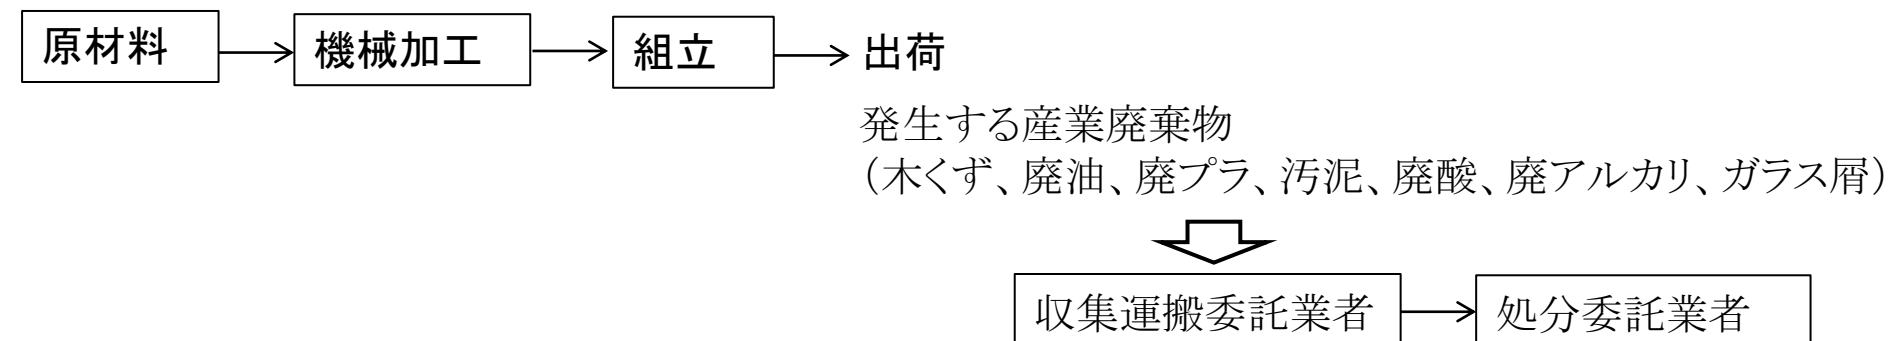 原材料
機械加工
組立
出荷
発生する産業廃棄物
（木くず、廃油、廃プラ、汚泥、廃酸、廃アルカリ、ガラス屑）
収集運搬委託業者
処分委託業者